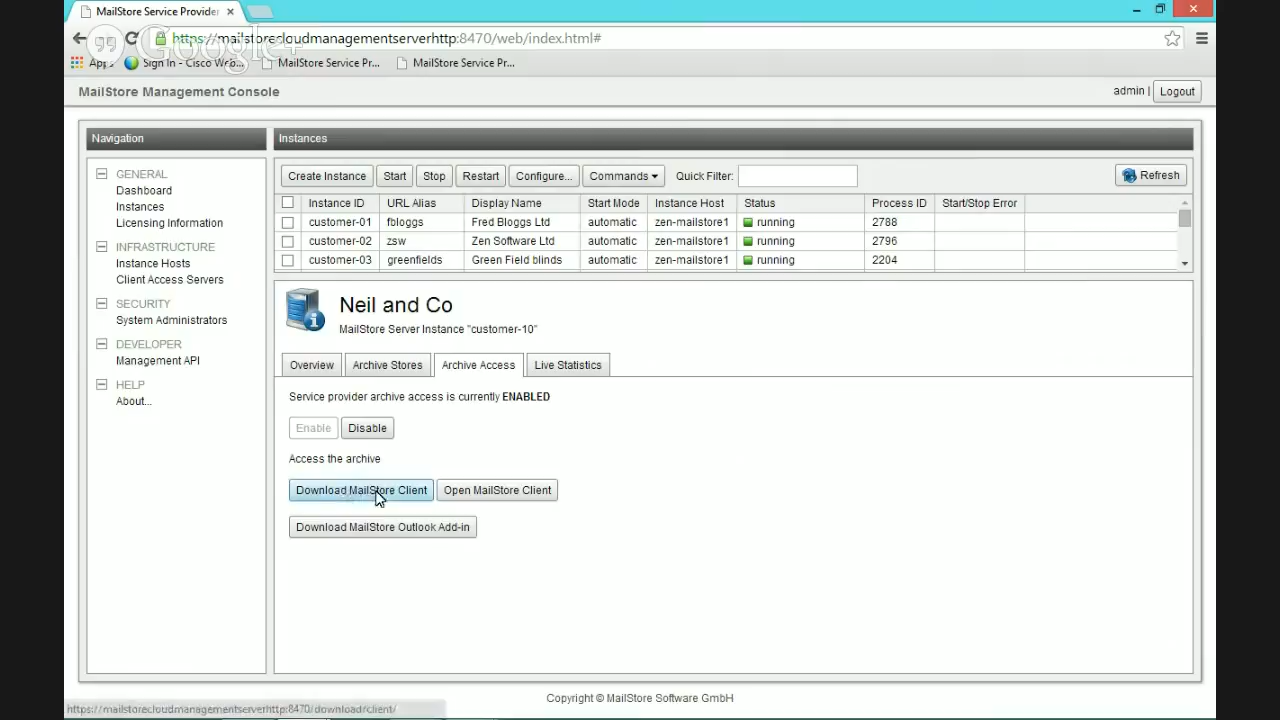 MailStore Service Provider
https://mailstorecloudmanagementserverhttp:8470/web/index.html#
Google+
Apps Sign In - Cisco Web... MailStore Service Pr... MailStore Service Pr...
MailStore Management Console
admin | Logout
Navigation
GENERAL
Dashboard
Instances
Licensing Information
INFRASTRUCTURE
Instance Hosts
Client Access Servers
SECURITY
System Administrators
DEVELOPER
Management API
HELP
About...
Instances
Create Instance Start Stop Restart Configure... Commands Quick Filter: Refresh
Instance ID URL Alias Display Name Start Mode Instance Host Status Process ID Start/Stop Error
customer-01 fbloggs Fred Bloggs Ltd automatic zen-mailstore1 running 2788
customer-02 zsw Zen Software Ltd automatic zen-mailstore1 running 2796
customer-03 greenfields Green Field blinds automatic zen-mailstore1 running 2204
Neil and Co
MailStore Server Instance "customer-10"
Overview Archive Stores Archive Access Live Statistics
Service provider archive access is currently ENABLED
Enable Disable
Access the archive
Download MailStore Client Open MailStore Client
Download MailStore Outlook Add-in
Copyright © MailStore Software GmbH
https://mailstorecloudmanagementserverhttp:8470/download/client/